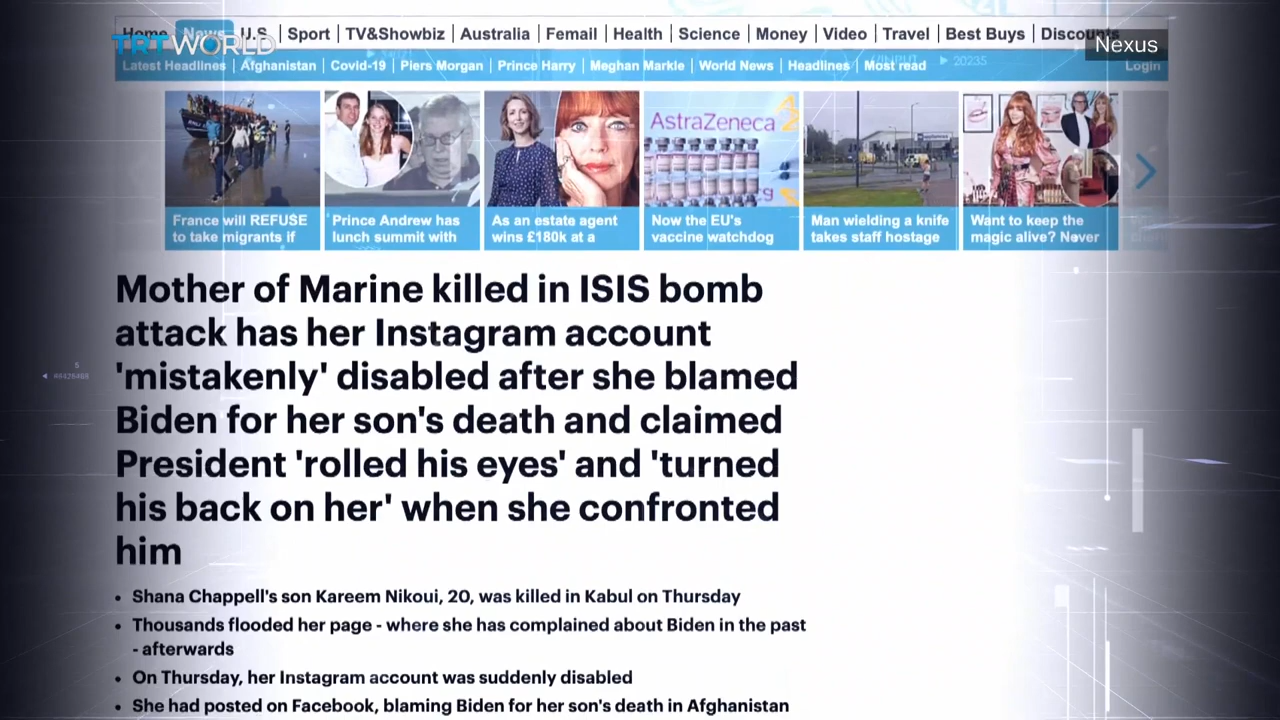 Home News U.S. Sport TV&Showbiz Australia Femail Health Science Money Video Travel Best Buys Discounts
TRT WORLD
Nexus
Latest Headlines Afghanistan Covid-19 Piers Morgan Prince Harry Meghan Markle World News Headlines Most read Login
20235
AstraZeneca
France will REFUSE
to take migrants if
Prince Andrew has
lunch summit with
As an estate agent
wins £180k at a
Now the EU's
vaccine watchdog
Man wielding a knife
takes staff hostage
Want to keep the
magic alive? Never
Mother of Marine killed in ISIS bomb
attack has her Instagram account
'mistakenly' disabled after she blamed
Biden for her son's death and claimed
President 'rolled his eyes' and 'turned
his back on her' when she confronted
him
• Shana Chappell's son Kareem Nikoui, 20, was killed in Kabul on Thursday
• Thousands flooded her page - where she has complained about Biden in the past
- afterwards
• On Thursday, her Instagram account was suddenly disabled
• She had posted on Facebook, blaming Biden for her son's death in Afghanistan